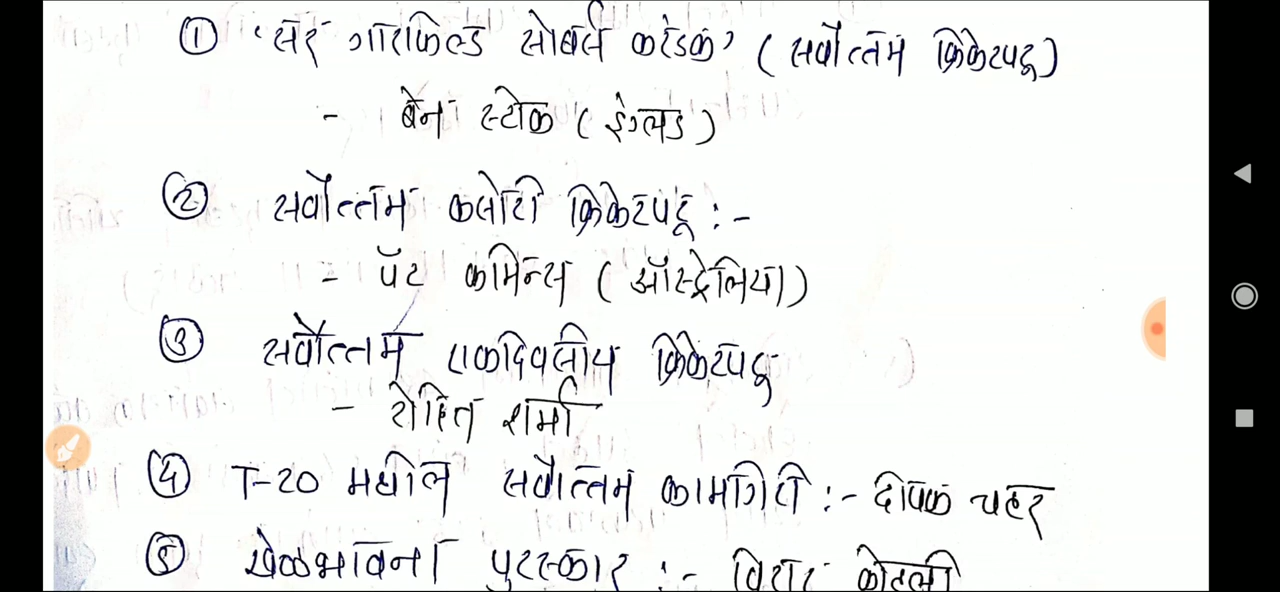 ① 'सर गारफिल्ड सोबर्स करंडक' (सर्वोत्तम क्रिकेटपटू)
- बेन स्टोक (इंग्लड)
② सर्वोत्तम कसोटी क्रिकेटपटू :-
- पॅट कमिन्स (ऑस्ट्रेलिया)
③ सर्वोत्तम एकदिवसीय क्रिकेटपटू
- रोहित शर्मा
④ T-20 मधील सर्वोत्तम कामगिरी :- दीपक चहर
⑤ खेळभावना पुरस्कार :- विराट कोहली